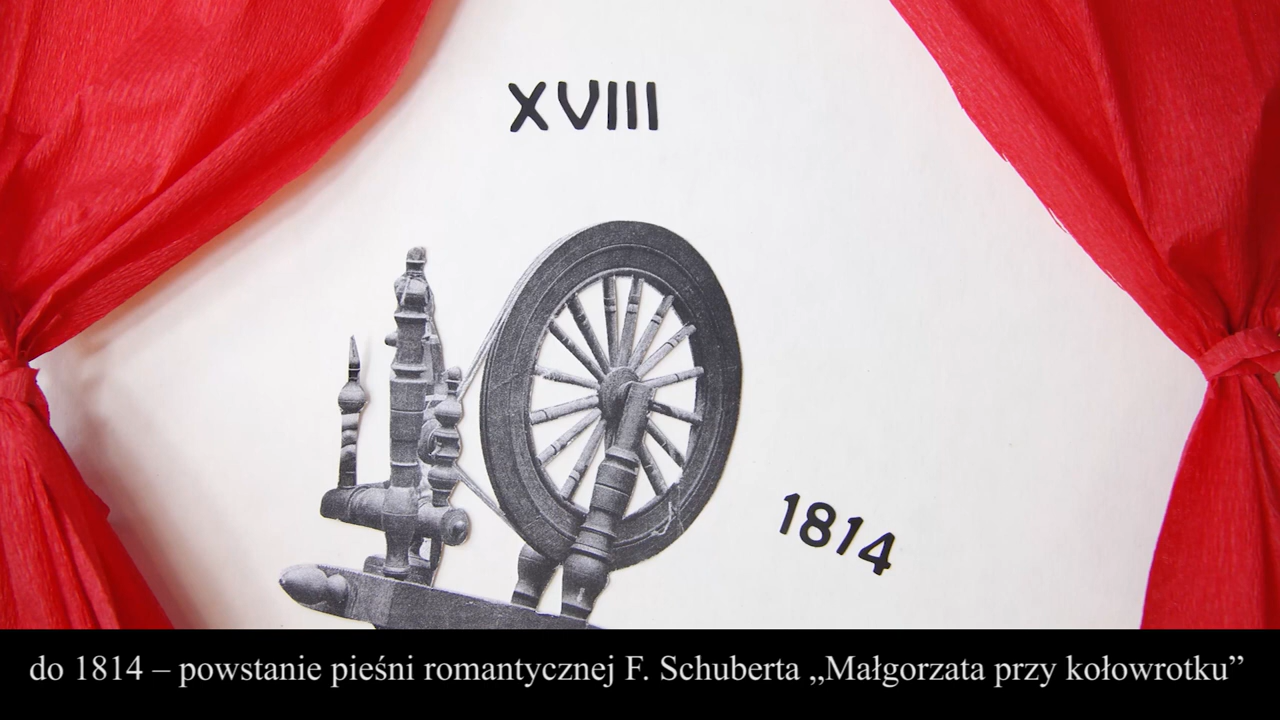 XVIII
1814
do 1814 – powstanie pieśni romantycznej F. Schuberta „Małgorzata przy kołowrotku”